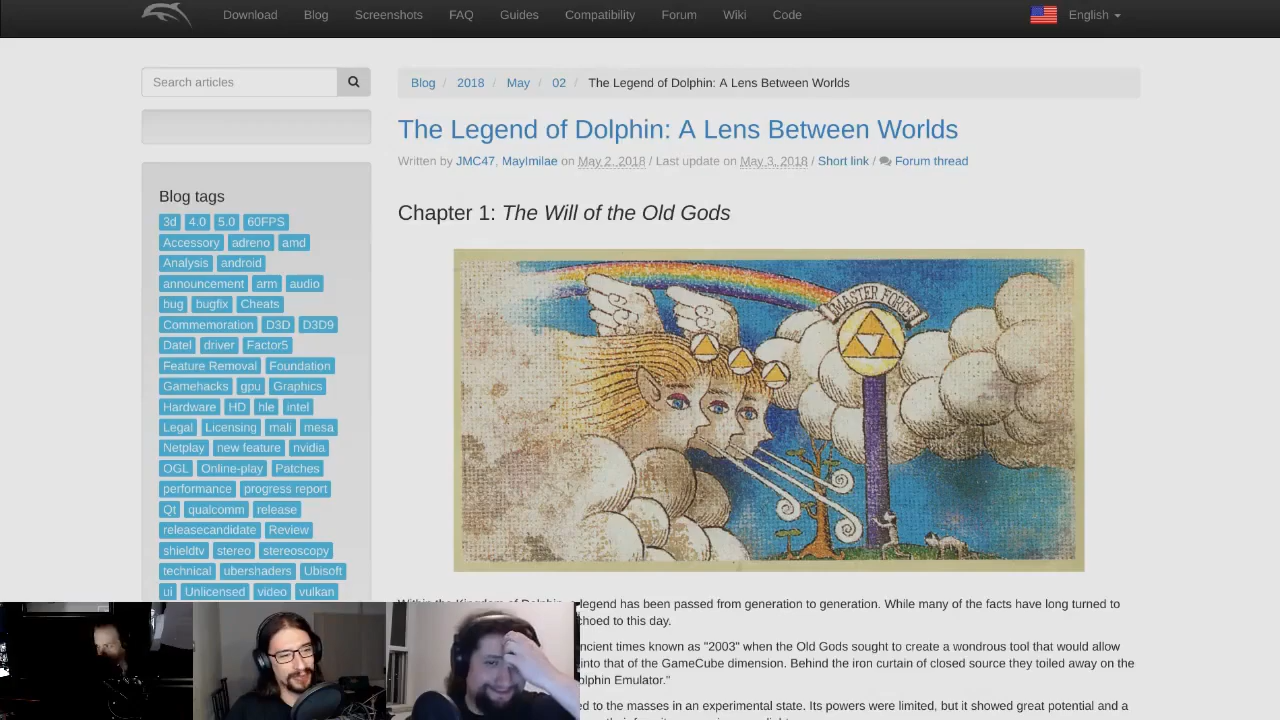 Download Blog Screenshots FAQ Guides Compatibility Forum Wiki Code English
Search articles
Blog tags
3d 4.0 5.0 60FPS
Accessory adreno amd
Analysis android
announcement arm audio
bug bugfix Cheats
Commemoration D3D D3D9
Datel driver Factor5
Feature Removal Foundation
Gamehacks gpu Graphics
Hardware HD hle intel
Legal Licensing mali mesa
Netplay new feature nvidia
OGL Online-play Patches
performance progress report
Qt qualcomm release
releasecandidate Review
shieldtv stereo stereoscopy
technical ubershaders Ubisoft
ui Unlicensed video vulkan
Blog / 2018 / May / 02 / The Legend of Dolphin: A Lens Between Worlds
The Legend of Dolphin: A Lens Between Worlds
Written by JMC47, MayImilae on May 2, 2018 / Last update on May 3, 2018 / Short link / Forum thread
Chapter 1: The Will of the Old Gods
MASTER FORCE
legend has been passed from generation to generation. While many of the facts have long turned to
echoed to this day.
ancient times known as "2003" when the Old Gods sought to create a wondrous tool that would allow
into that of the GameCube dimension. Behind the iron curtain of closed source they toiled away on the
Dolphin Emulator."
ed to the masses in an experimental state. Its powers were limited, but it showed great potential and a